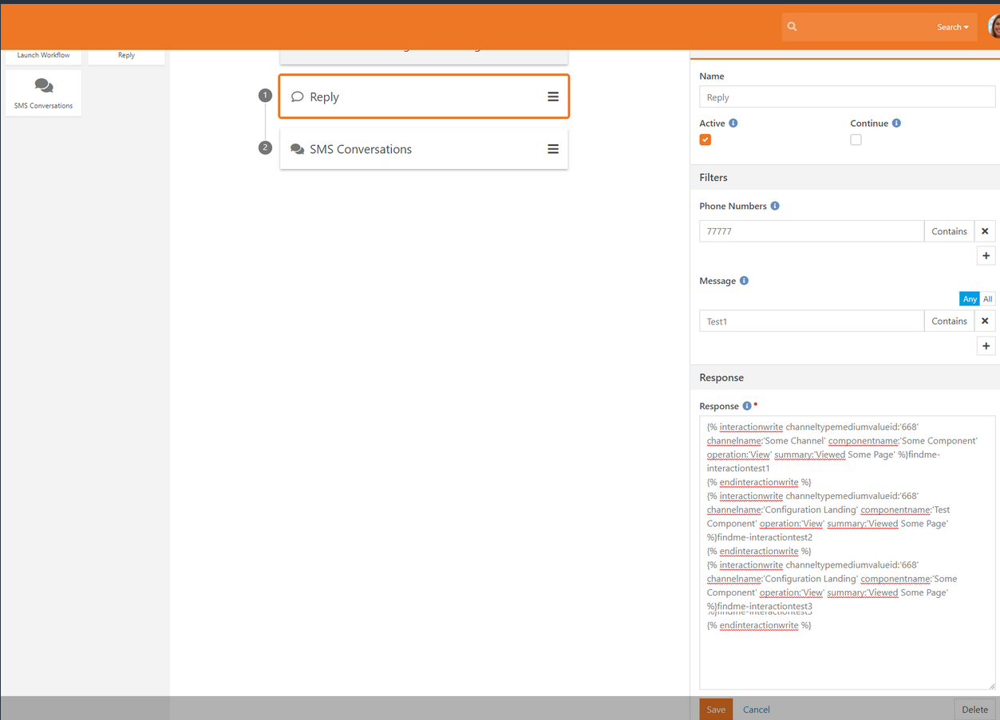 Search
Launch Workflow
Reply
SMS Conversations
1
Reply
2
SMS Conversations
Name
Reply
Active
Continue
Filters
Phone Numbers
77777
Contains
Message
Any
All
Test1
Contains
Response
Response
{% interactionwrite channeltypemediumvalueid:'668'
channelname:'Some Channel' componentname:'Some Component'
operation:'View' summary:'Viewed Some Page' %}findme-
interactiontest1
{% endinteractionwrite %}
{% interactionwrite channeltypemediumvalueid:'668'
channelname:'Configuration Landing' componentname:'Test
Component' operation:'View' summary:'Viewed Some Page'
%}findme-interactiontest2
{% endinteractionwrite %}
{% interactionwrite channeltypemediumvalueid:'668'
channelname:'Configuration Landing' componentname:'Some
Component' operation:'View' summary:'Viewed Some Page'
%}findme-interactiontest3
{% endinteractionwrite %}
Save
Cancel
Delete